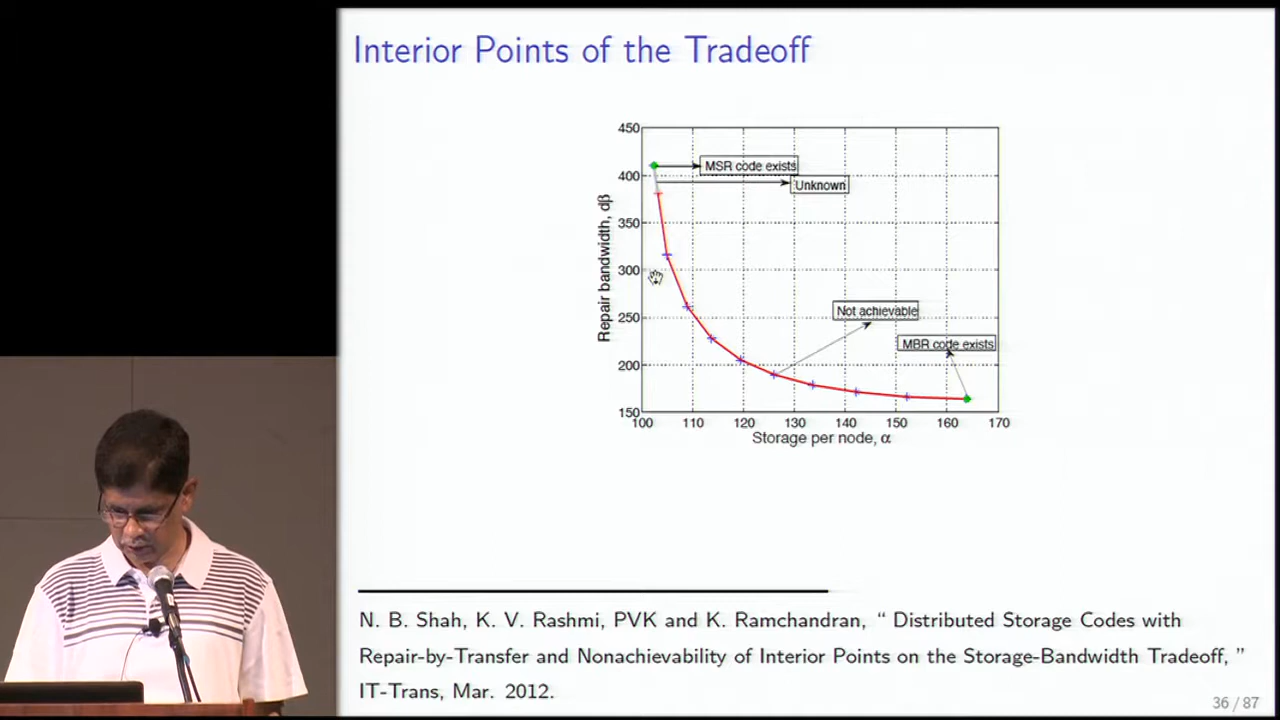 Interior Points of the Tradeoff
450
400
350
300
250
200
150
100 110 120 130 140 150 160 170
Repair bandwidth, dβ
Storage per node, α
MSR code exists
Unknown
Not achievable
MBR code exists
N. B. Shah, K. V. Rashmi, PVK and K. Ramchandran, “ Distributed Storage Codes with
Repair-by-Transfer and Nonachievability of Interior Points on the Storage-Bandwidth Tradeoff, ”
IT-Trans, Mar. 2012.
36 / 87